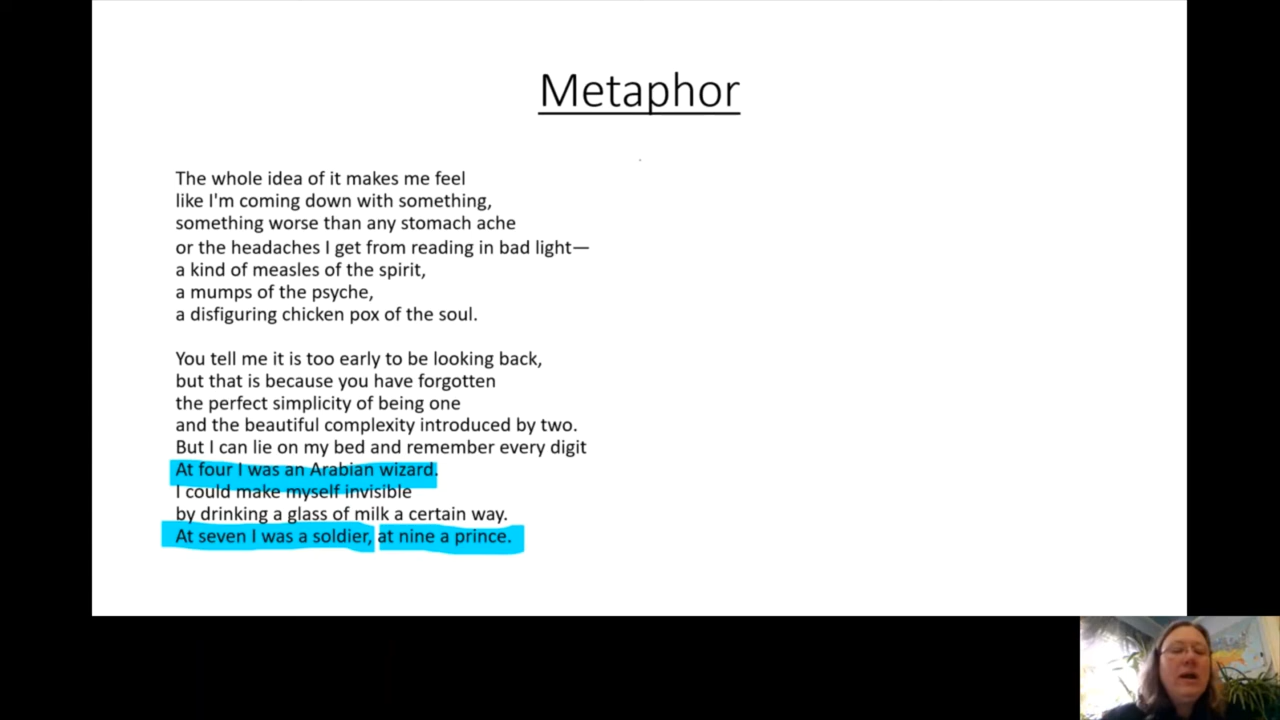 Metaphor
The whole idea of it makes me feel
like I'm coming down with something,
something worse than any stomach ache
or the headaches I get from reading in bad light—
a kind of measles of the spirit,
a mumps of the psyche,
a disfiguring chicken pox of the soul.
You tell me it is too early to be looking back,
but that is because you have forgotten
the perfect simplicity of being one
and the beautiful complexity introduced by two.
But I can lie on my bed and remember every digit
At four I was an Arabian wizard.
I could make myself invisible
by drinking a glass of milk a certain way.
At seven I was a soldier, at nine a prince.